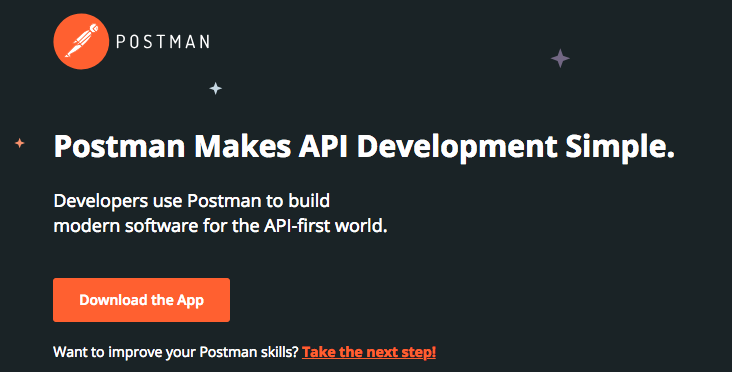 POSTMAN
Postman Makes API Development Simple.
Developers use Postman to build
modern software for the API-first world.
Download the App
Want to improve your Postman skills? Take the next step!